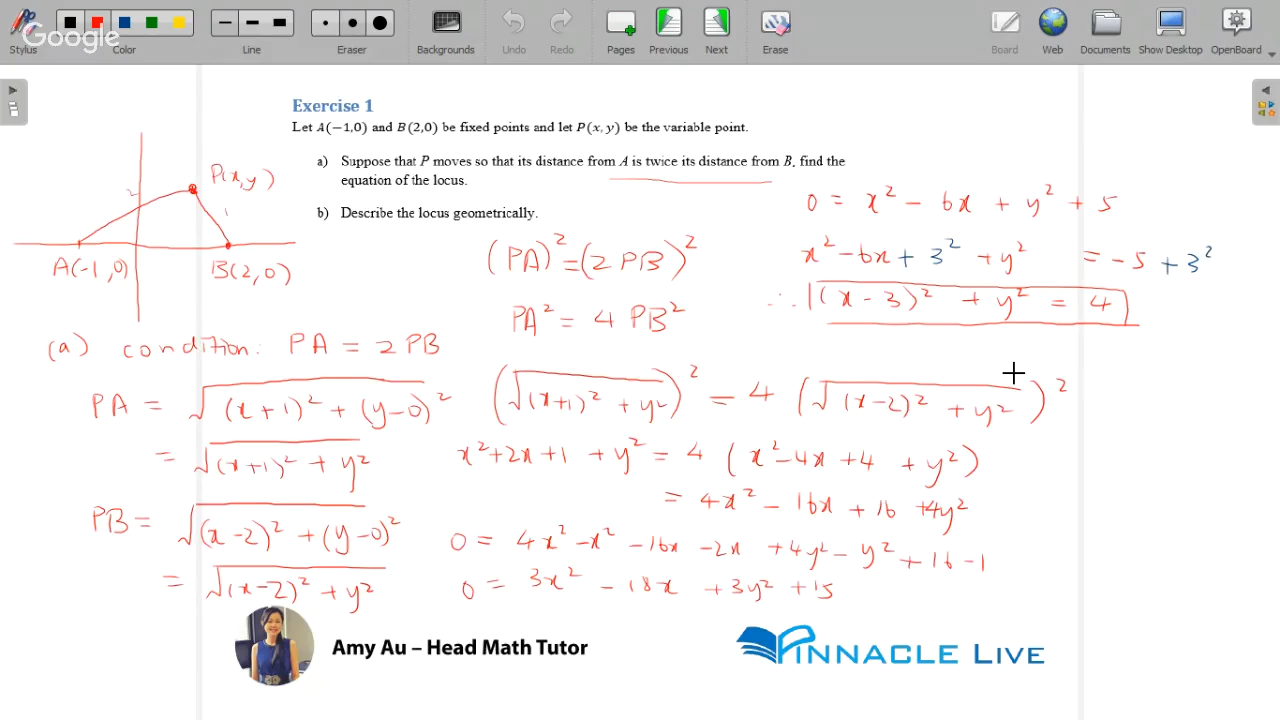 Stylus
Color
Line
Eraser
Backgrounds
Undo
Redo
Pages
Previous
Next
Erase
Board
Web
Documents
Show Desktop
OpenBoard
Google
Exercise 1
Let A(−1,0) and B(2,0) be fixed points and let P(x, y) be the variable point.
a) Suppose that P moves so that its distance from A is twice its distance from B, find the
equation of the locus.
b) Describe the locus geometrically.
P(x,y)
2
1
A(-1,0)
B(2,0)
(a) condition: PA = 2PB
PA = √((x+1)² + (y-0)²
= √((x+1)² + y²
PB = √((x-2)² + (y-0)²
= √((x-2)² + y²
(PA)² = (2PB)²
PA² = 4 PB²
(√((x+1)² + y²))² = 4 (√((x-2)² + y²))²
x²+2x+1 + y² = 4 (x²-4x+4 + y²)
= 4x² - 16x + 16 +4y²
0 = 4x² -x² -16x -2x +4y² - y² + 16 -1
0 = 3x² - 18x + 3y² + 15
0 = x² - 6x + y² + 5
x² -6x + 3² + y² = -5 + 3²
∴ (x-3)² + y² = 4
Amy Au – Head Math Tutor
PINNACLE LIVE